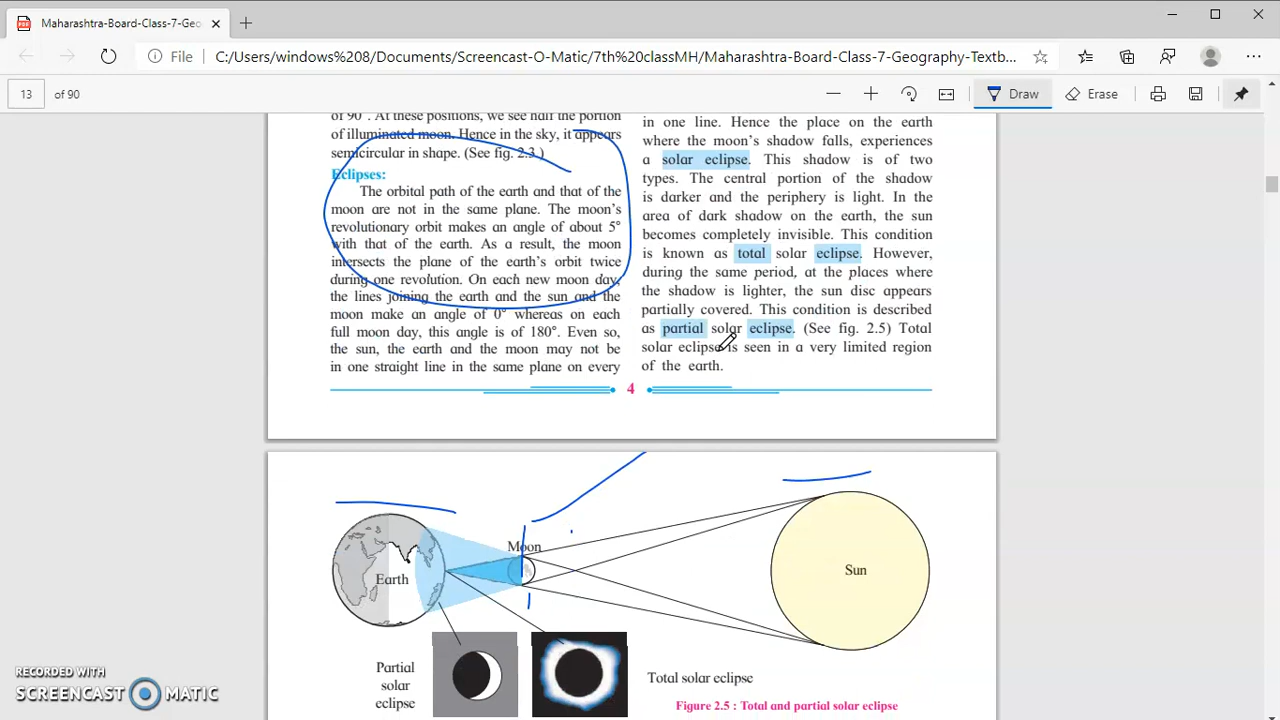 Maharashtra-Board-Class-7-Geo
File
C:/Users/windows%208/Documents/Screencast-O-Matic/7th%20classMH/Maharashtra-Board-Class-7-Geography-Textb...
13 of 90
Draw
Erase
of 90°. At these positions, we see half the portion
of illuminated moon. Hence in the sky, it appears
semicircular in shape. (See fig. 2.3 )
Eclipses:
The orbital path of the earth and that of the
moon are not in the same plane. The moon's
revolutionary orbit makes an angle of about 5°
with that of the earth. As a result, the moon
intersects the plane of the earth's orbit twice
during one revolution. On each new moon day,
the lines joining the earth and the sun and the
moon make an angle of 0° whereas on each
full moon day, this angle is of 180°. Even so,
the sun, the earth and the moon may not be
in one straight line in the same plane on every
in one line. Hence the place on the earth
where the moon's shadow falls, experiences
a solar eclipse. This shadow is of two
types. The central portion of the shadow
is darker and the periphery is light. In the
area of dark shadow on the earth, the sun
becomes completely invisible. This condition
is known as total solar eclipse. However,
during the same period, at the places where
the shadow is lighter, the sun disc appears
partially covered. This condition is described
as partial solar eclipse. (See fig. 2.5) Total
solar eclipse is seen in a very limited region
of the earth.
4
Moon
Earth
Sun
Partial
solar
eclipse
Total solar eclipse
Figure 2.5 : Total and partial solar eclipse
RECORDED WITH
SCREENCAST MATIC